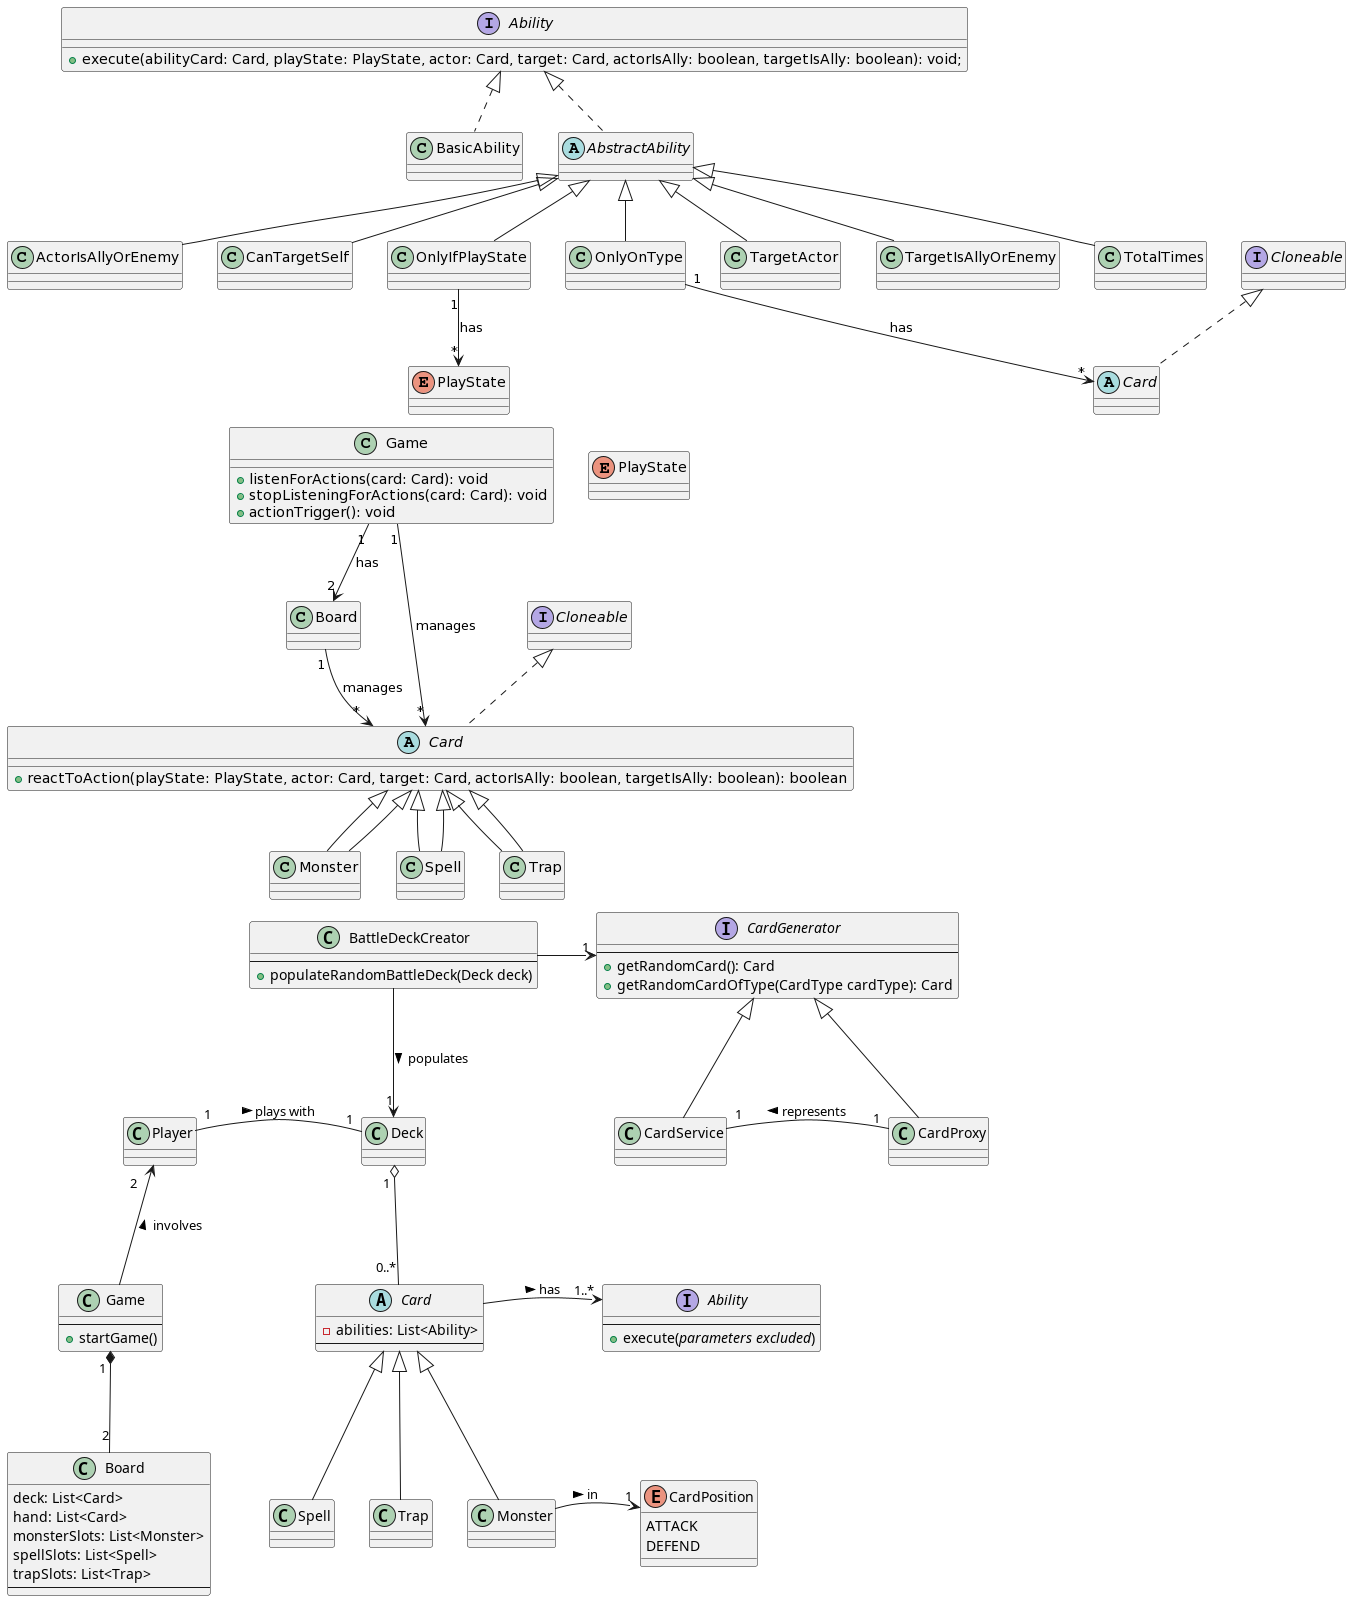 I Ability
execute(abilityCard: Card, playState: PlayState, actor: Card, target: Card, actorIsAlly: boolean, targetIsAlly: boolean): void;
C BasicAbility
A AbstractAbility
C ActorIsAllyOrEnemy
C CanTargetSelf
C OnlyIfPlayState
C OnlyOnType
C TargetActor
C TargetIsAllyOrEnemy
C TotalTimes
I Cloneable
1
has
*
1
has
*
E PlayState
A Card
C Game
listenForActions(card: Card): void
stopListeningForActions(card: Card): void
actionTrigger(): void
E PlayState
1
has
2
1
manages
*
C Board
I Cloneable
1
manages
*
A Card
reactToAction(playState: PlayState, actor: Card, target: Card, actorIsAlly: boolean, targetIsAlly: boolean): boolean
C Monster
C Spell
C Trap
C BattleDeckCreator
populateRandomBattleDeck(Deck deck)
1
I CardGenerator
getRandomCard(): Card
getRandomCardOfType(CardType cardType): Card
populates
1
C Player
1
plays with
1
C Deck
C CardService
1
represents
1
C CardProxy
2
involves
1
0..*
C Game
startGame()
A Card
abilities: List<Ability>
has
1..*
I Ability
execute(parameters excluded)
1
2
C Board
deck: List<Card>
hand: List<Card>
monsterSlots: List<Monster>
spellSlots: List<Spell>
trapSlots: List<Trap>
C Spell
C Trap
C Monster
in
1
E CardPosition
ATTACK
DEFEND